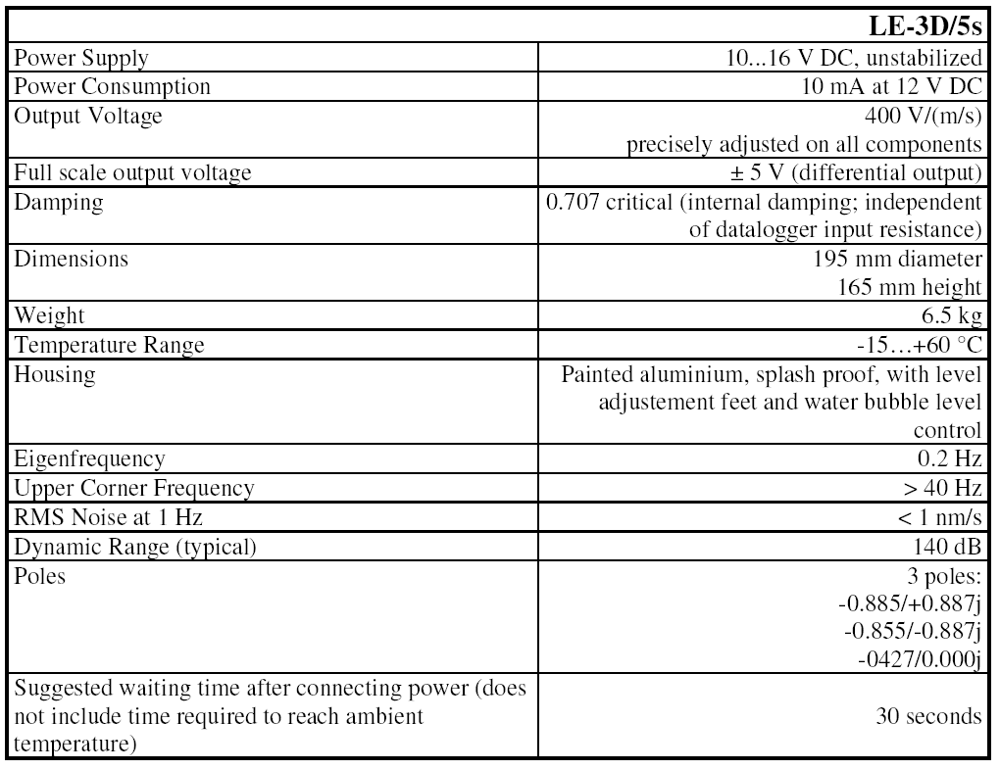 LE-3D/5s
Power Supply 10...16 V DC, unstabilized
Power Consumption 10 mA at 12 V DC
Output Voltage 400 V/(m/s)
precisely adjusted on all components
Full scale output voltage ± 5 V (differential output)
Damping 0.707 critical (internal damping; independent
of datalogger input resistance)
Dimensions 195 mm diameter
165 mm height
Weight 6.5 kg
Temperature Range -15…+60 °C
Housing Painted aluminium, splash proof, with level
adjustement feet and water bubble level
control
Eigenfrequency 0.2 Hz
Upper Corner Frequency > 40 Hz
RMS Noise at 1 Hz < 1 nm/s
Dynamic Range (typical) 140 dB
Poles 3 poles:
-0.885/+0.887j
-0.855/-0.887j
-0427/0.000j
Suggested waiting time after connecting power (does
not include time required to reach ambient 30 seconds
temperature)